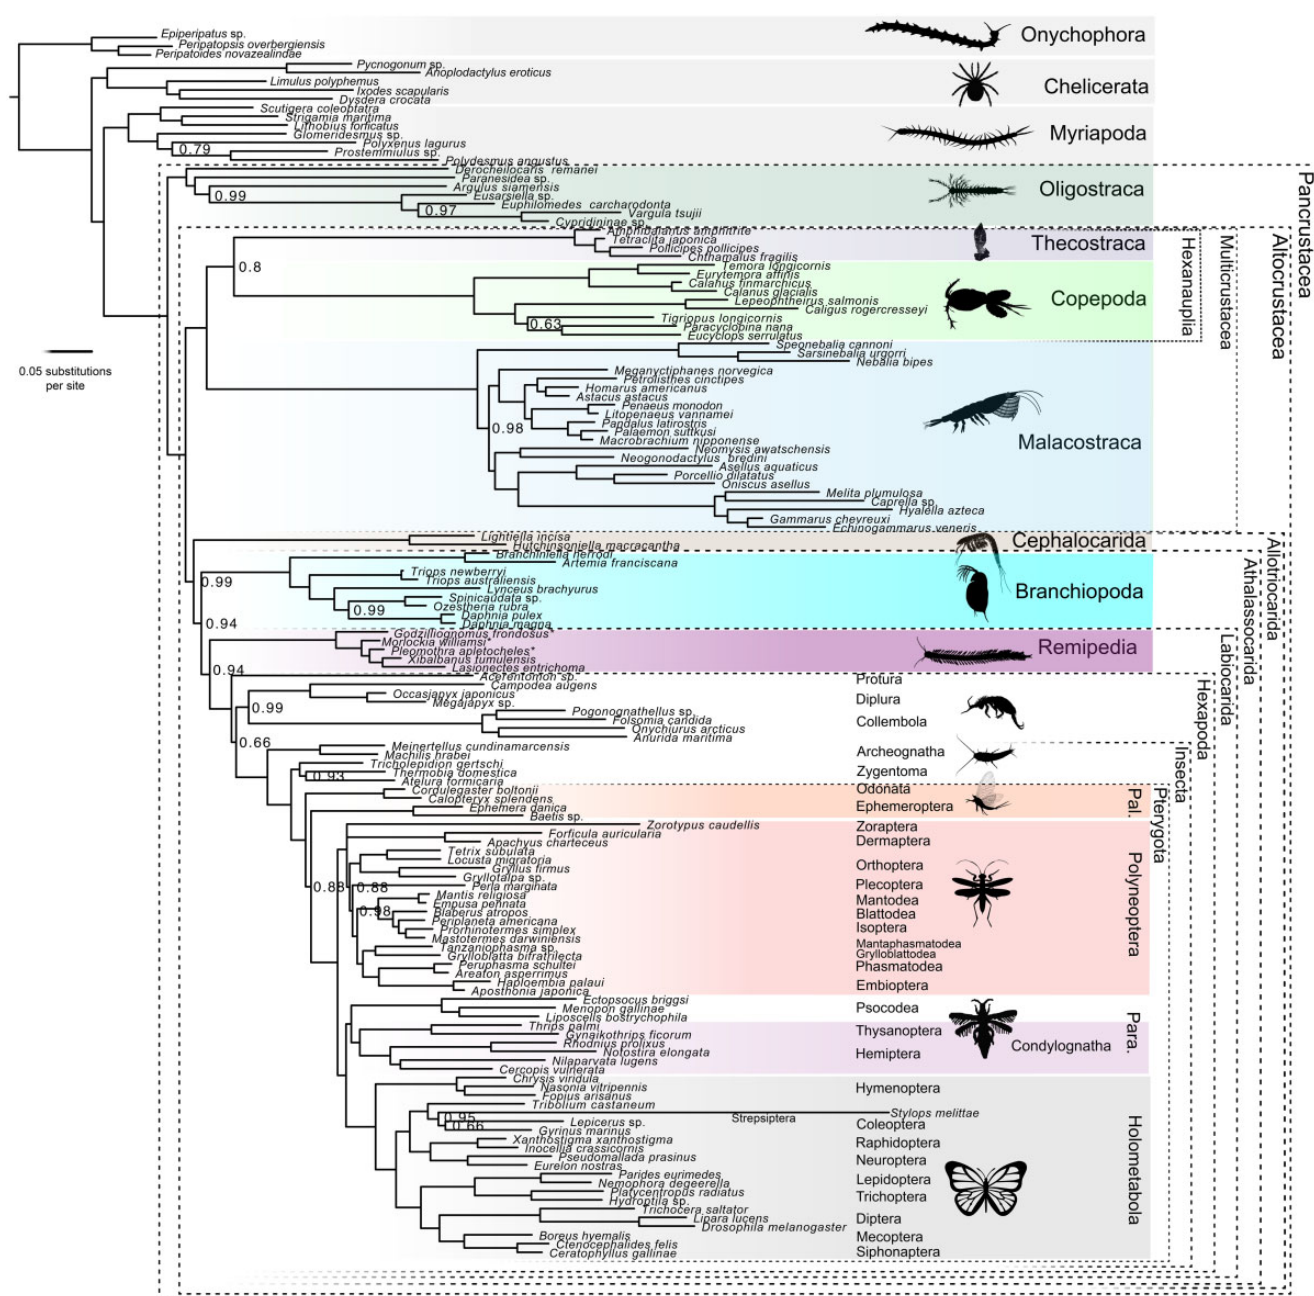 Epiperipatus sp.
Peripatopsis overbergiensis
Peripatoides novazealindae
Onychophora
Pycnogonum sp.
Anoplodactylus eroticus
Limulus polyphemus
Ixodes scapularis
Dysdera crocata
Chelicerata
Scutigera coleoptatra
Strigamia maritima
Lithobius forficatus
Glomeridesmus sp.
Polyxenus lagurus
0.79
Prostemmiulus sp.
Polydesmus angustus
Myriapoda
Derocheilocaris remanei
Paranesidea sp.
Argulus siamensis
0.99
Eusarsiella sp.
Euphilomedes carcharodonta
0.97
Vargula tsujii
Cypridininae sp.
Oligostraca
Pancrustacea
Amphibalanus amphitrite
Tetraclita japonica
Pollicipes pollicipes
Chthamalus fragilis
Thecostraca
0.8
Temora longicornis
Eurytemora affinis
Calanus finmarchicus
Calanus glacialis
Lepeophtheirus salmonis
Caligus rogercresseyi
Tigriopus longicornis
0.63
Paracyclopina nana
Eucyclops serrulatus
Copepoda
Hexanauplia
Multicrustacea
Altocrustacea
0.05 substitutions
per site
Speonebalia cannoni
Sarsinebalia urgorri
Nebalia bipes
Meganyctiphanes norvegica
Petrolisthes cinctipes
Homarus americanus
Astacus astacus
Penaeus monodon
Litopenaeus vannamei
Pandalus latirostris
0.98
Palaemon suttkusi
Macrobrachium nipponense
Neomysis awatschensis
Neogonodactylus bredini
Asellus aquaticus
Porcellio dilatatus
Oniscus asellus
Melita plumulosa
Caprella sp.
Hyalella azteca
Gammarus chevreuxi
Echinogammarus veneris
Malacostraca
Lightiella incisa
Hutchinsoniella macracantha
Cephalocarida
Branchinella herrodi
Artemia franciscana
Triops newberryi
0.99
Triops australiensis
Lynceus brachyurus
Spinicaudata sp.
0.99
Ozestheria rubra
Daphnia pulex
Daphnia magna
Branchiopoda
Allotriocarida
Athalassocarida
0.94
Godzilliognomus frondosus*
Morlockia williamsi*
Pleomothra apletocheles*
Xibalbanus tumulensis
Lasionectes entrichoma
Remipedia
Labiocarida
0.94
Acerentomon sp.
Protura
Campodea augens
Occasjapyx japonicus
Megajapyx sp.
Diplura
0.99
Pogonognathellus sp.
Folsomia candida
Onychiurus arcticus
Anurida maritima
Collembola
Hexapoda
0.66
Meinertellus cundinamarcensis
Machilis hrabei
Archeognatha
Tricholepidion gertschi
Thermobia domestica
0.93
Atelura formicaria
Zygentoma
Insecta
Cordulegaster boltonii
Calopteryx splendens
Odonata
Ephemera danica
Baetis sp.
Ephemeroptera
Pal.
Pterygota
Zorotypus caudellis
Zoraptera
Forficula auricularia
Apachyus charteceus
Dermaptera
Tetrix subulata
Locusta migratoria
Gryllus firmus
Gryllotalpa sp.
Orthoptera
0.88
0.88
Perla marginata
Plecoptera
Mantis religiosa
Empusa pennata
Mantodea
0.98
Blaberus atropos
Periplaneta americana
Blattodea
Prorhinotermes simplex
Mastotermes darwiniensis
Isoptera
Tanzaniophasma sp.
Mantaphasmatodea
Grylloblatta bifratrilecta
Grylloblattodea
Peruphasma schultei
Areaton asperrimus
Phasmatodea
Haploembia palaui
Aposthonia japonica
Embioptera
Polyneoptera
Ectopsocus briggsi
Menopon gallinae
Liposcelis bostrychophila
Psocodea
Thrips palmi
Gynaikothrips ficorum
Thysanoptera
Rhodnius prolixus
Notostira elongata
Nilaparvata lugens
Cercopis vulnerata
Hemiptera
Condylognatha
Para.
Chrysis viridula
Nasonia vitripennis
Fopius arisanus
Hymenoptera
Tribolium castaneum
0.95
Strepsiptera
Stylops melittae
0.66
Lepicerus sp.
Gyrinus marinus
Coleoptera
Xanthostigma xanthostigma
Inocellia crassicornis
Raphidoptera
Pseudomallada prasinus
Eurelon nostras
Neuroptera
Parides eurimedes
Nemophora degeerella
Lepidoptera
Platycentropus radiatus
Hydroptila sp.
Trichoptera
Trichocera saltator
Lipara lucens
Drosophila melanogaster
Diptera
Boreus hyemalis
Mecoptera
Ctenocephalides felis
Ceratophyllus gallinae
Siphonaptera
Holometabola